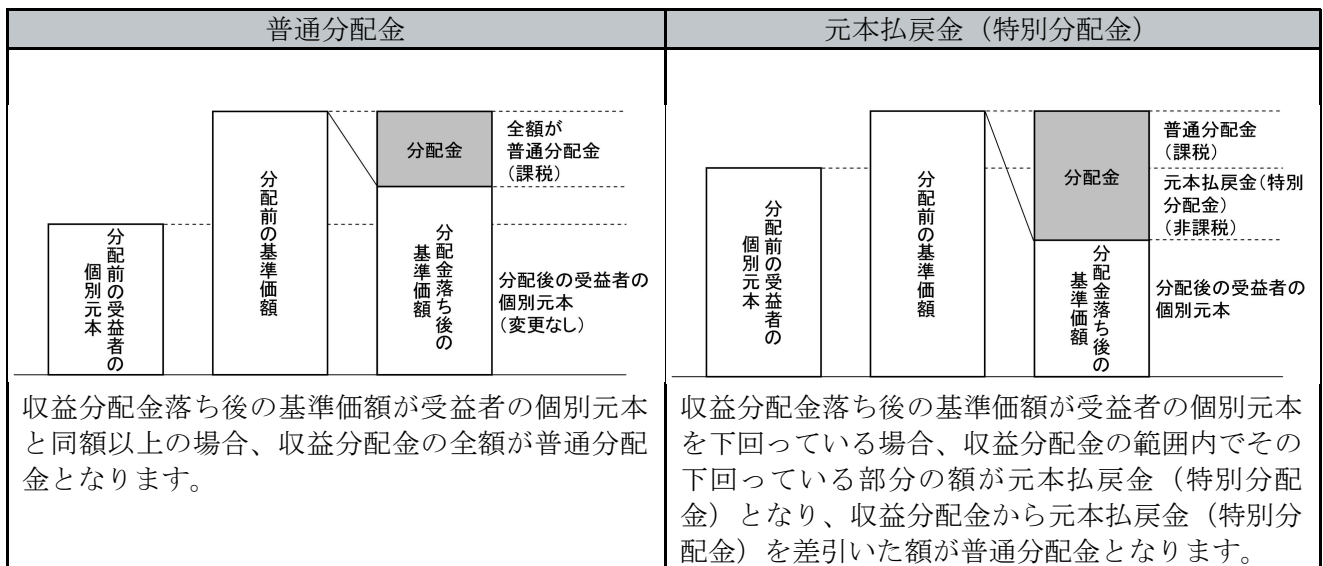 普通分配金
分配前の受益者の
個別元本
分配前の基準価額
分配金
分配金落ち後の
基準価額
全額が
普通分配金
（課税）
分配後の受益者の
個別元本
（変更なし）
収益分配金落ち後の基準価額が受益者の個別元本
と同額以上の場合、収益分配金の全額が普通分配
金となります。
元本払戻金（特別分配金）
分配前の受益者の
個別元本
分配前の基準価額
分配金
分配金落ち後の
基準価額
普通分配金
（課税）
元本払戻金（特別
分配金）
（非課税）
分配後の受益者の
個別元本
収益分配金落ち後の基準価額が受益者の個別元本
を下回っている場合、収益分配金の範囲内でその
下回っている部分の額が元本払戻金（特別分配
金）となり、収益分配金から元本払戻金（特別分
配金）を差引いた額が普通分配金となります。